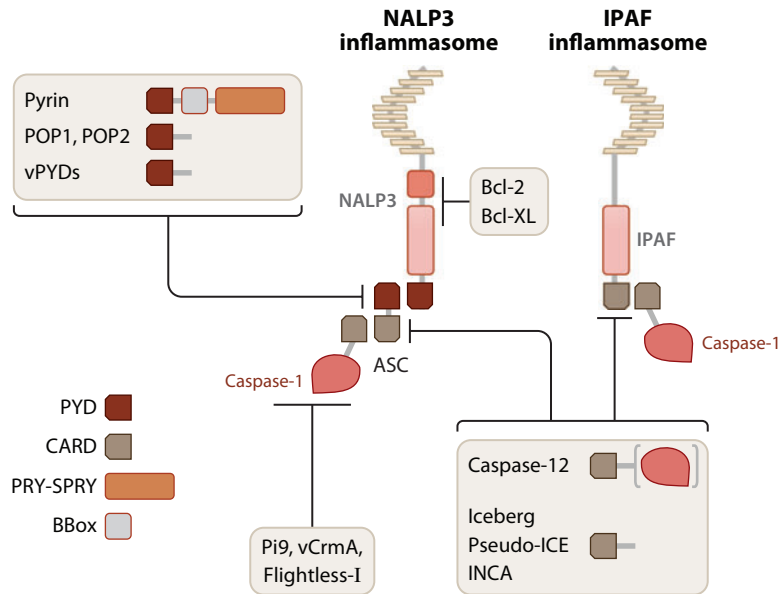 NALP3
inflammasome
IPAF
inflammasome
Pyrin
POP1, POP2
vPYDs
NALP3
Bcl-2
Bcl-XL
IPAF
Caspase-1
ASC
Caspase-1
PYD
CARD
PRY-SPRY
BBox
Pi9, vCrmA,
Flightless-I
Caspase-12
Iceberg
Pseudo-ICE
INCA